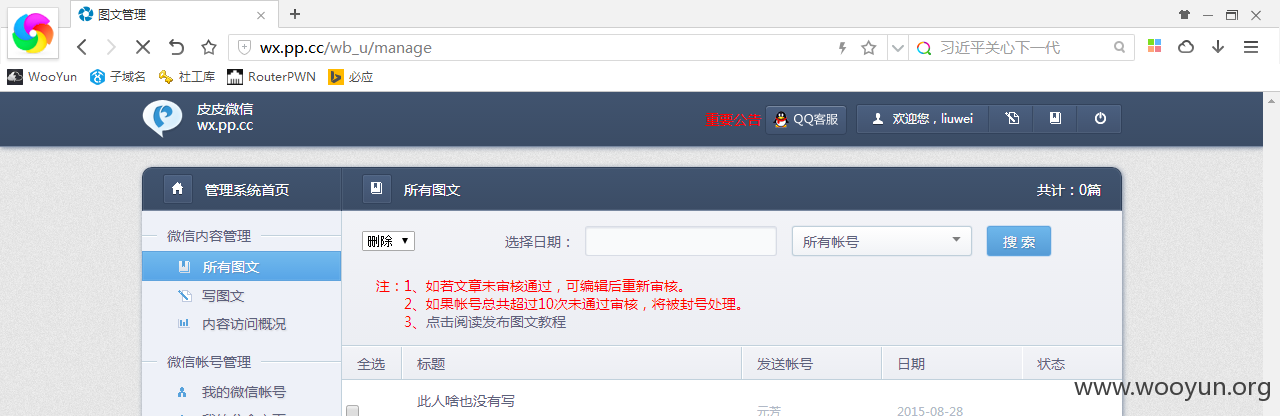 图文管理
wx.pp.cc/wb_u/manage
习近平关心下一代
WooYun 子域名 社工库 RouterPWN 必应
皮皮微信
wx.pp.cc
重要公告 QQ客服 欢迎您，liuwei
管理系统首页 所有图文 共计：0篇
微信内容管理
所有图文
写图文
内容访问概况
微信帐号管理
我的微信帐号
删除 选择日期： 所有帐号 搜 索
注：1、如若文章未审核通过，可编辑后重新审核。
2、如果帐号总共超过10次未通过审核，将被封号处理。
3、点击阅读发布图文教程
全选 标题 发送帐号 日期 状态
此人啥也没有写
元芳 2015-08-28
www.wooyun.org